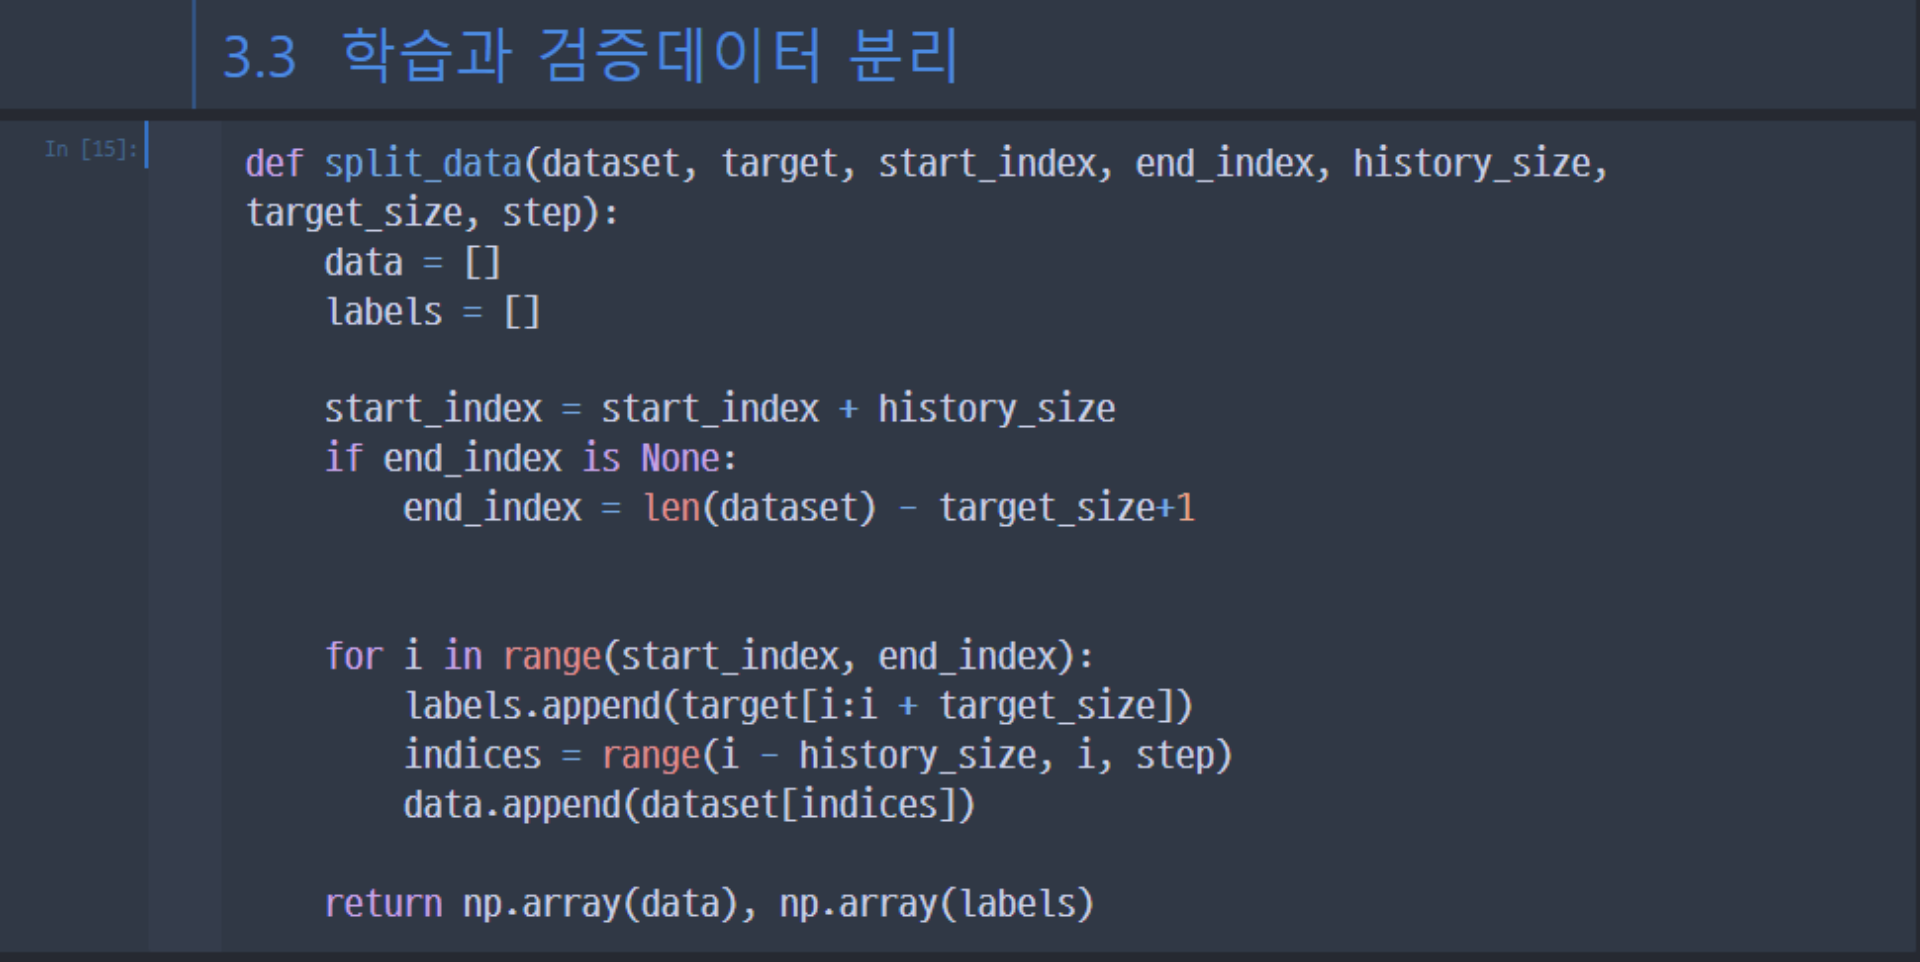 3.3 학습과 검증데이터 분리
In [15]:
def split_data(dataset, target, start_index, end_index, history_size,
target_size, step):
    data = []
    labels = []
    start_index = start_index + history_size
    if end_index is None:
        end_index = len(dataset) - target_size+1
    for i in range(start_index, end_index):
        labels.append(target[i:i + target_size])
        indices = range(i - history_size, i, step)
        data.append(dataset[indices])
    return np.array(data), np.array(labels)